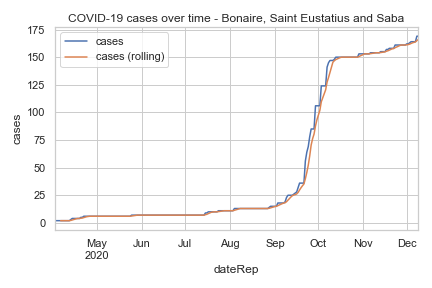 COVID-19 cases over time - Bonaire, Saint Eustatius and Saba
cases
cases (rolling)
175
150
125
100
75
50
25
0
cases
May Jun Jul Aug Sep Oct Nov Dec
2020
dateRep